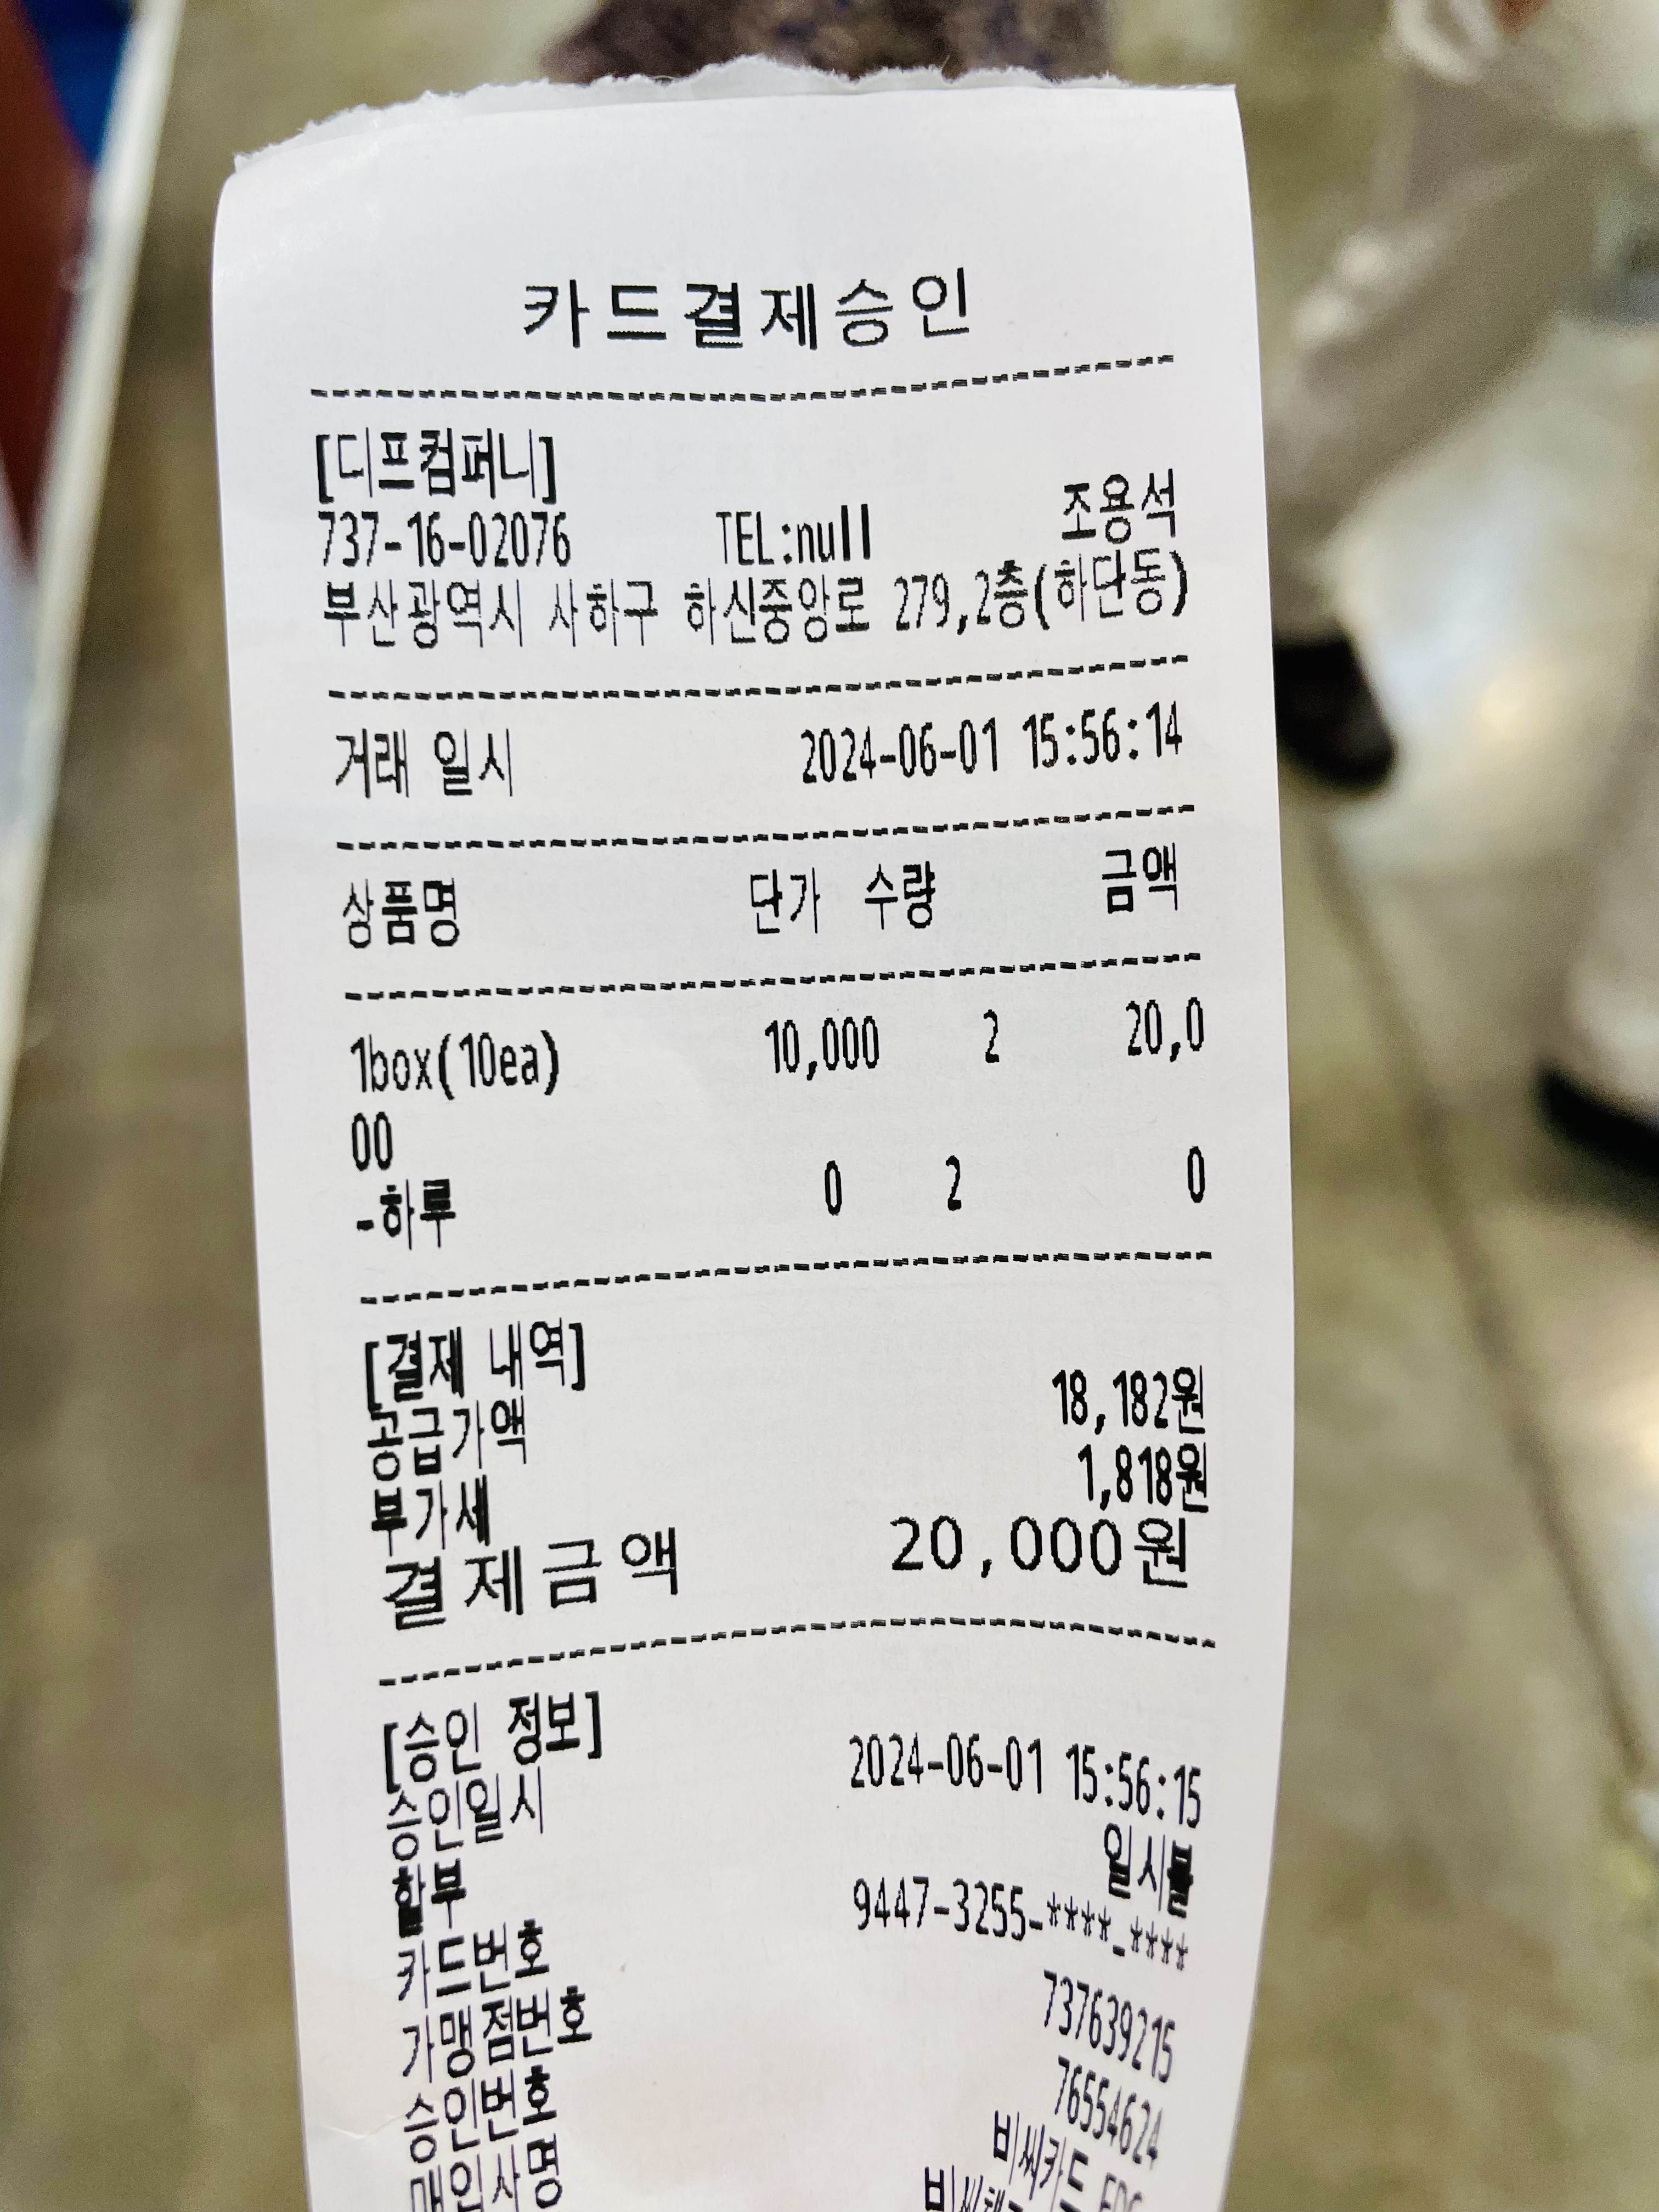 카드결제승인
[디프컴퍼니]
737-16-02076 TEL:null 조용석
부산광역시 사하구 하신중앙로 279,2층(하단동)
거래 일시 2024-06-01 15:56:14
상품명 단가 수량 금액
1box(10ea) 10,000 2 20,0
00
-하루 0 2 0
[결제 내역]
공급가액 18,182원
부가세 1,818원
결제금액 20,000원
[승인 정보]
승인일시 2024-06-01 15:56:15
할부 일시불
카드번호 9447-3255-****-****
가맹점번호 737639215
승인번호 76554624
매입사명 비씨카드